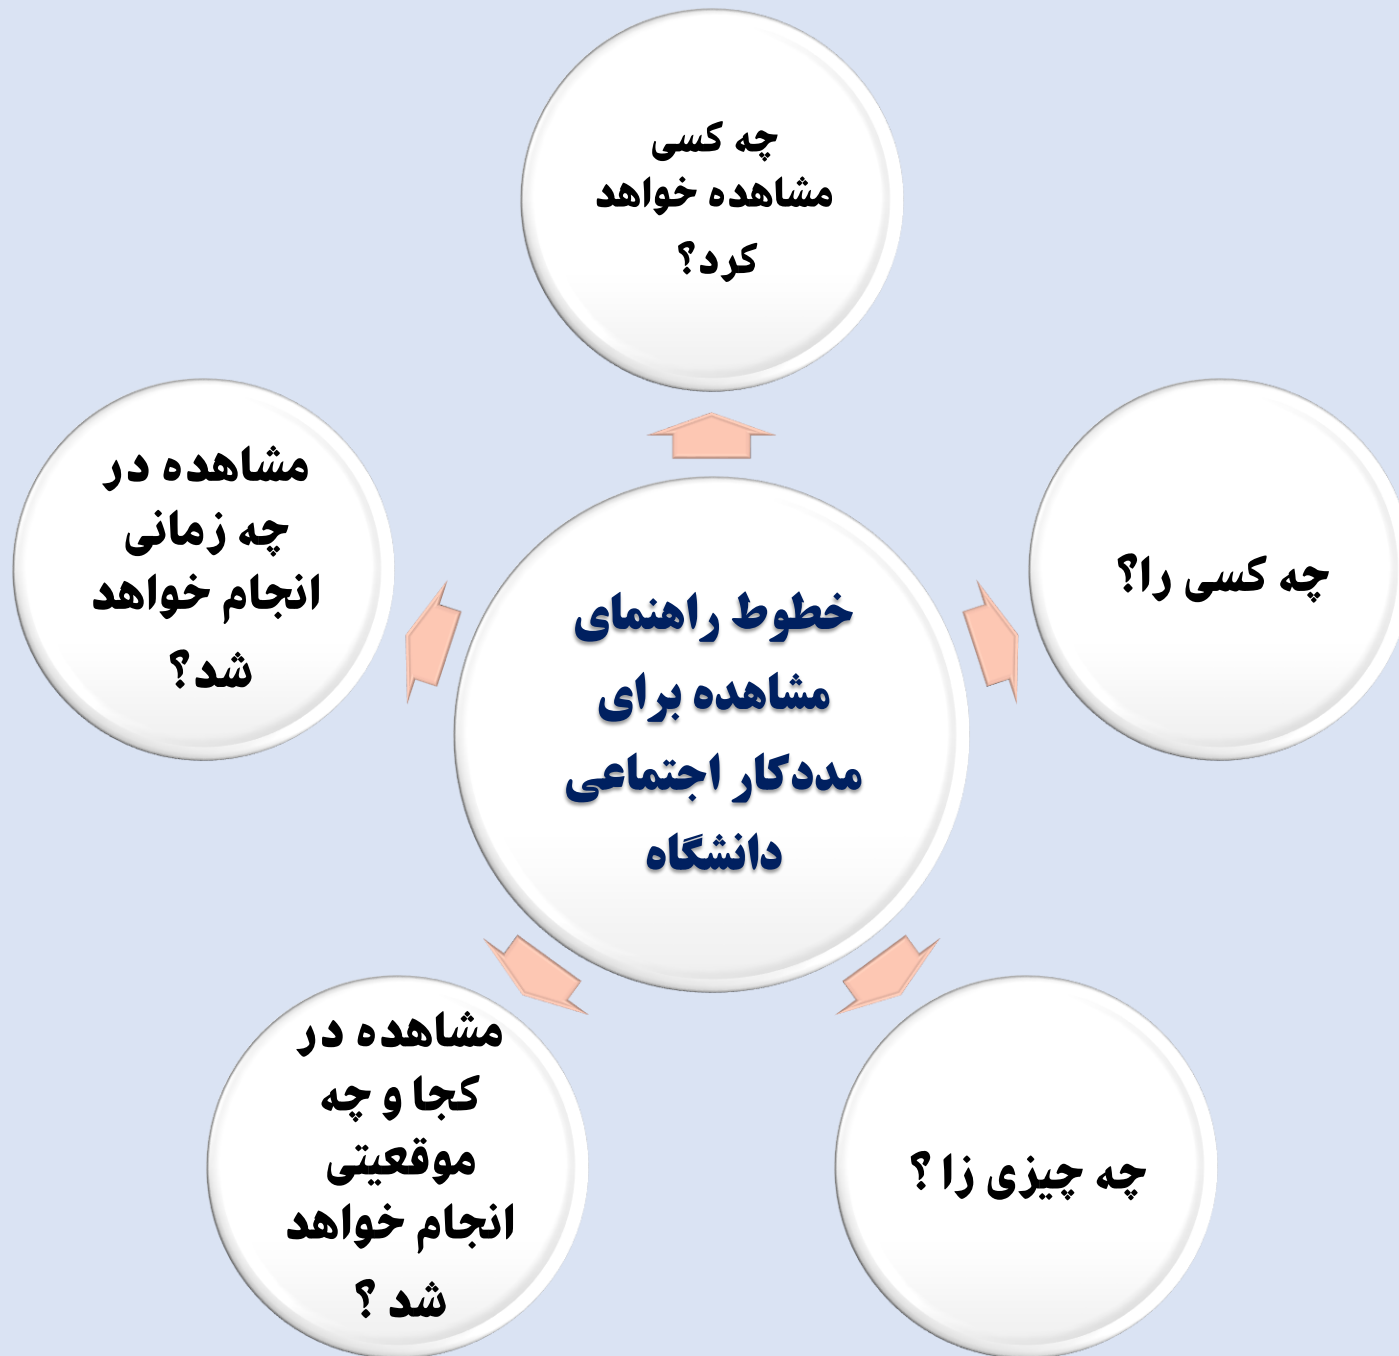 چه کسی
مشاهده خواهد
کرد؟
چه کسی را؟
چه چیزی زا ؟
مشاهده در
کجا و چه
موقعیتی
انجام خواهد
شد ؟
مشاهده در
چه زمانی
انجام خواهد
شد؟
خطوط راهنمای
مشاهده برای
مددکار اجتماعی
دانشگاه